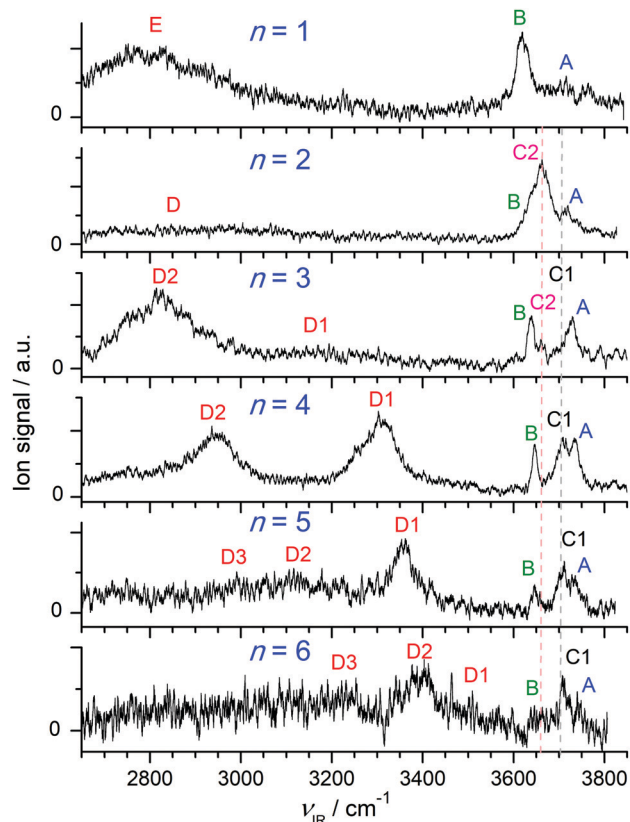 E
n = 1
B
A
0
n = 2
C2
D
B
A
0
n = 3
D2
D1
C1
B
C2
A
0
n = 4
D2
D1
C1
B
A
0
n = 5
D3
D2
D1
C1
B
A
0
n = 6
D3
D2
D1
C1
B
A
0
Ion signal / a.u.
2800 3000 3200 3400 3600 3800
νIR / cm-1